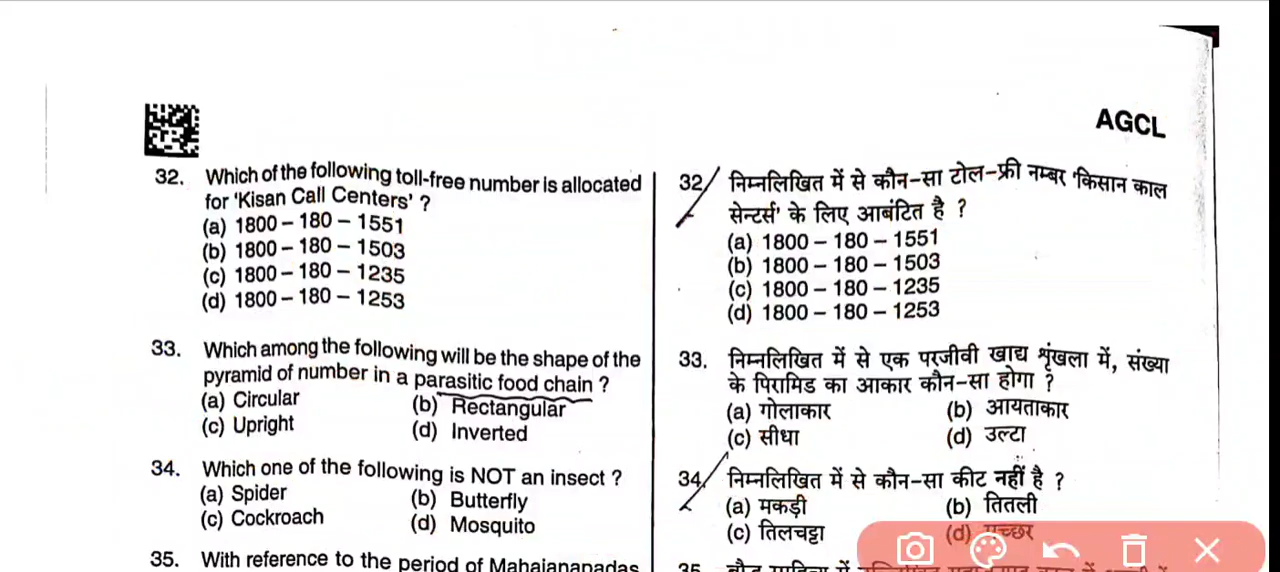 AGCL
32. Which of the following toll-free number is allocated
for 'Kisan Call Centers' ?
(a) 1800 – 180 – 1551
(b) 1800 – 180 – 1503
(c) 1800 – 180 – 1235
(d) 1800 – 180 – 1253
33. Which among the following will be the shape of the
pyramid of number in a parasitic food chain ?
(a) Circular (b) Rectangular
(c) Upright (d) Inverted
34. Which one of the following is NOT an insect ?
(a) Spider (b) Butterfly
(c) Cockroach (d) Mosquito
35. With reference to the period of Mahajanapadas
32. निम्नलिखित में से कौन-सा टोल-फ्री नम्बर 'किसान काल
सेन्टर्स' के लिए आबंटित है ?
(a) 1800 – 180 – 1551
(b) 1800 – 180 – 1503
(c) 1800 – 180 – 1235
(d) 1800 – 180 – 1253
33. निम्नलिखित में से एक परजीवी खाद्य शृंखला में, संख्या
के पिरामिड का आकार कौन-सा होगा ?
(a) गोलाकार (b) आयताकार
(c) सीधा (d) उल्टा
34. निम्नलिखित में से कौन-सा कीट नहीं है ?
(a) मकड़ी (b) तितली
(c) तिलचट्टा (d) मच्छर
35.